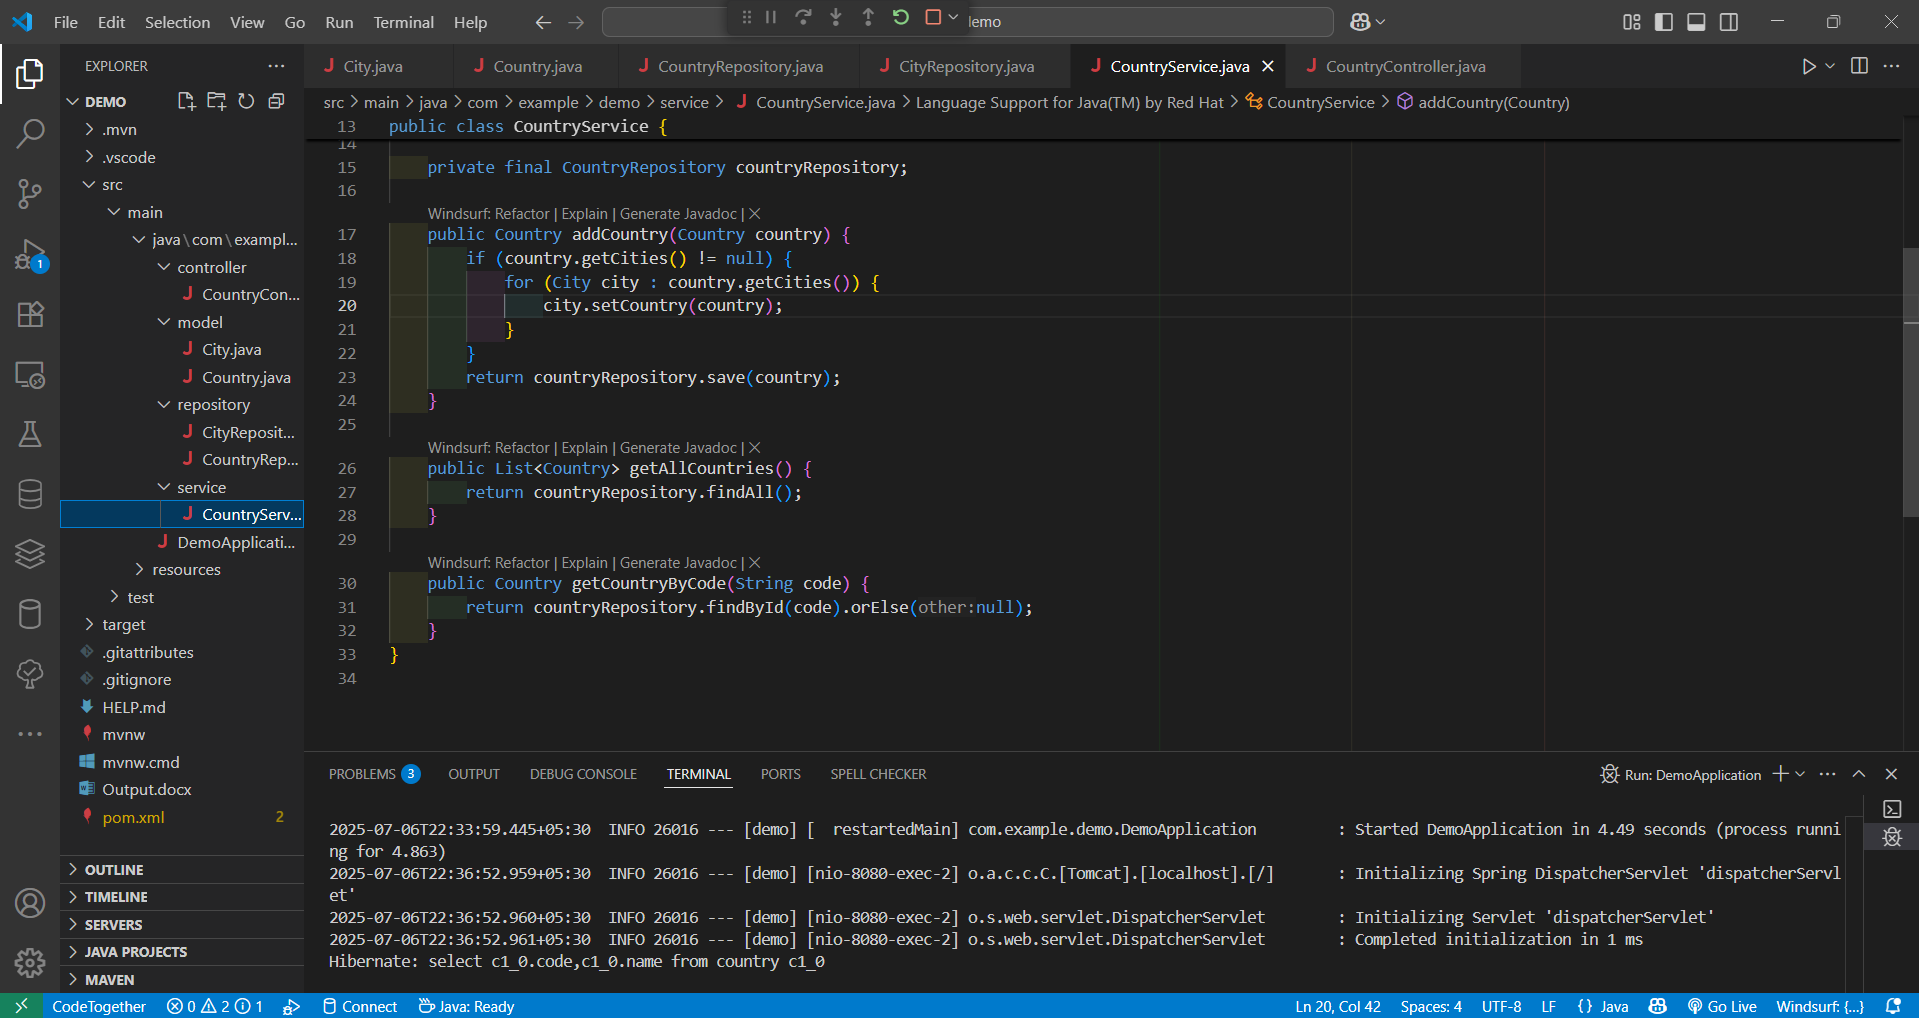 File Edit Selection View Go Run Terminal Help
demo
EXPLORER
City.java Country.java CountryRepository.java CityRepository.java CountryService.java CountryController.java
DEMO
src > main > java > com > example > demo > service > CountryService.java > Language Support for Java(TM) by Red Hat > CountryService > addCountry(Country)
.mvn
.vscode
src
main
java\com\exampl...
controller
CountryCon...
model
City.java
Country.java
repository
CityReposit...
CountryRep...
service
CountryServ...
DemoApplicati...
resources
test
target
.gitattributes
.gitignore
HELP.md
mvnw
mvnw.cmd
Output.docx
pom.xml 2
OUTLINE
TIMELINE
SERVERS
JAVA PROJECTS
MAVEN
1
13 public class CountryService {
14
15 private final CountryRepository countryRepository;
16
Windsurf: Refactor | Explain | Generate Javadoc | X
17 public Country addCountry(Country country) {
18 if (country.getCities() != null) {
19 for (City city : country.getCities()) {
20 city.setCountry(country);
21 }
22 }
23 return countryRepository.save(country);
24 }
25
Windsurf: Refactor | Explain | Generate Javadoc | X
26 public List<Country> getAllCountries() {
27 return countryRepository.findAll();
28 }
29
Windsurf: Refactor | Explain | Generate Javadoc | X
30 public Country getCountryByCode(String code) {
31 return countryRepository.findById(code).orElse(other:null);
32 }
33 }
34
PROBLEMS 3 OUTPUT DEBUG CONSOLE TERMINAL PORTS SPELL CHECKER Run: DemoApplication
2025-07-06T22:33:59.445+05:30 INFO 26016 --- [demo] [ restartedMain] com.example.demo.DemoApplication : Started DemoApplication in 4.49 seconds (process runni
ng for 4.863)
2025-07-06T22:36:52.959+05:30 INFO 26016 --- [demo] [nio-8080-exec-2] o.a.c.c.C.[Tomcat].[localhost].[/] : Initializing Spring DispatcherServlet 'dispatcherServl
et'
2025-07-06T22:36:52.960+05:30 INFO 26016 --- [demo] [nio-8080-exec-2] o.s.web.servlet.DispatcherServlet : Initializing Servlet 'dispatcherServlet'
2025-07-06T22:36:52.961+05:30 INFO 26016 --- [demo] [nio-8080-exec-2] o.s.web.servlet.DispatcherServlet : Completed initialization in 1 ms
Hibernate: select c1_0.code,c1_0.name from country c1_0
CodeTogether 0 2 1 Connect Java: Ready Ln 20, Col 42 Spaces: 4 UTF-8 LF {} Java Go Live Windsurf: {...}